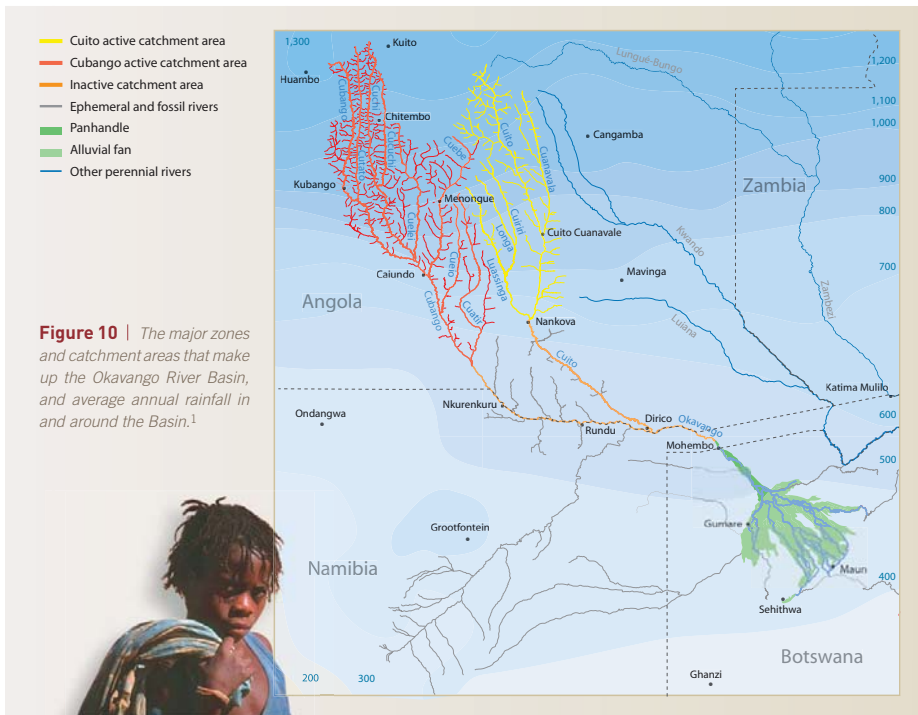 Cuito active catchment area
Cubango active catchment area
Inactive catchment area
Ephemeral and fossil rivers
Panhandle
Alluvial fan
Other perennial rivers
Figure 10 | The major zones
and catchment areas that make
up the Okavango River Basin,
and average annual rainfall in
and around the Basin.1
1,300
Kuito
Huambo
Lungué-Bungo
1,200
1,100
1,000
900
800
700
600
500
400
Cubango
Cuchi
Chitembo
Cacuchi
Cutato
Cuebe
Cuito
Cuanavala
Cangamba
Zambia
Kubango
Menongue
Cuelei
Cuiriri
Longa
Cuito Cuanavale
Kwando
Caiundo
Cueio
Luassinga
Mavinga
Angola
Cubango
Cuatir
Zambezi
Nankova
Luiana
Cuito
Katima Mulilo
Nkurenkuru
Ondangwa
Rundu
Dirico
Okavango
Mohembo
Grootfontein
Gumare
Namibia
Maun
Sehithwa
Botswana
200
300
Ghanzi